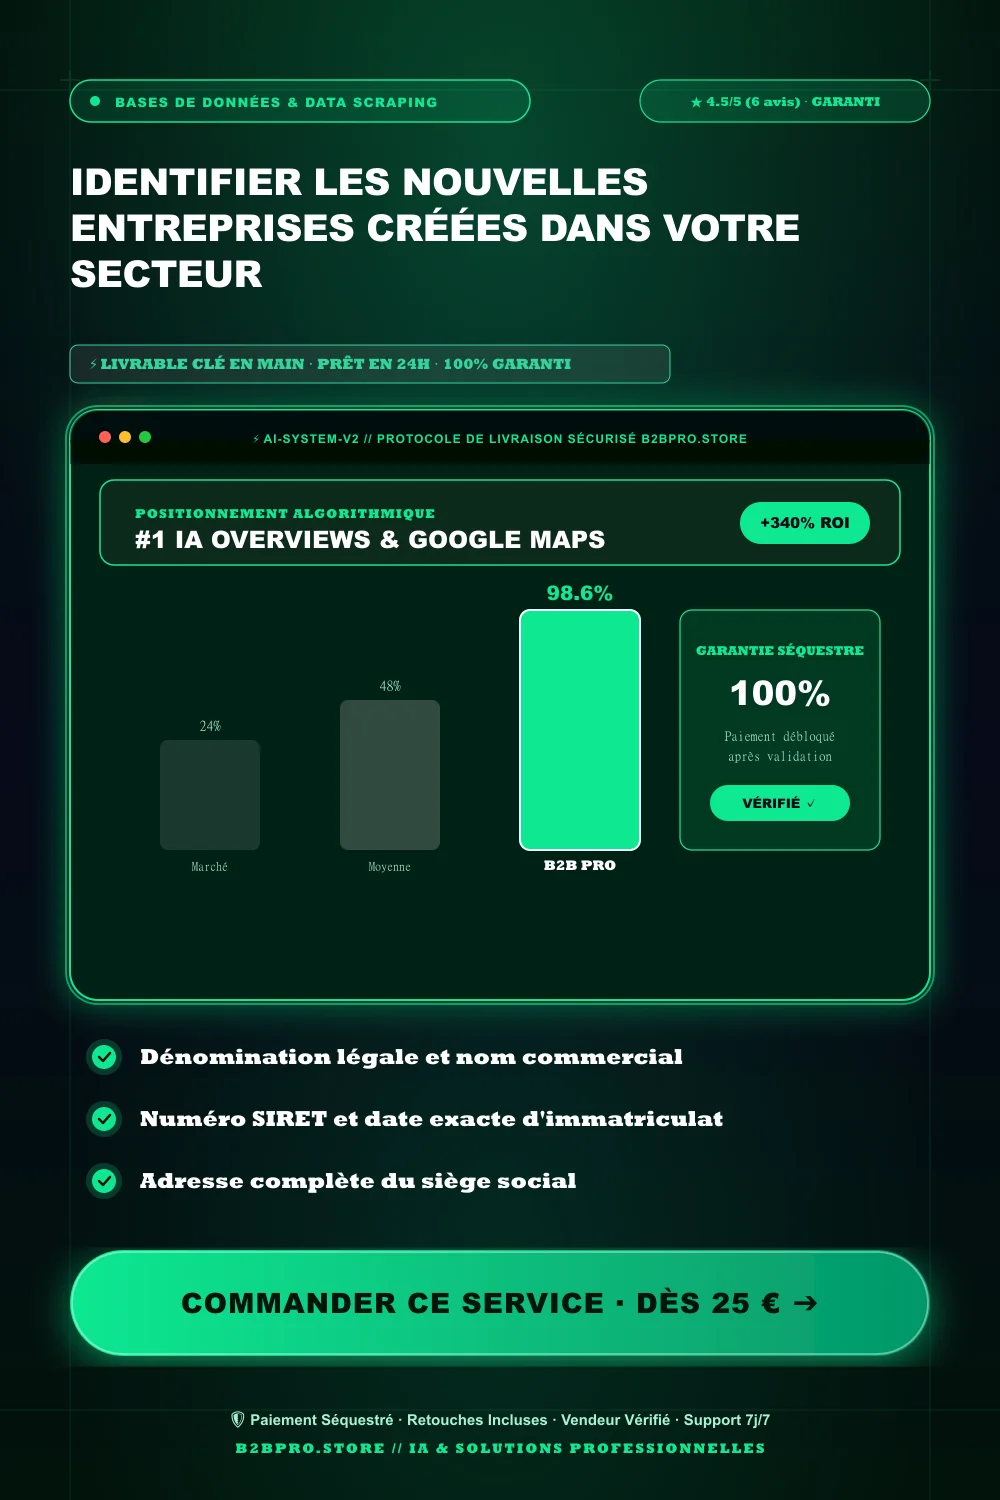 BASES DE DONNÉES & DATA SCRAPING
★ 4.5/5 (6 avis) · GARANTI
IDENTIFIER LES NOUVELLES
ENTREPRISES CRÉÉES DANS VOTRE
SECTEUR
⚡ LIVRABLE CLÉ EN MAIN · PRÊT EN 24H · 100% GARANTI
⚡ AI-SYSTEM-V2 // PROTOCOLE DE LIVRAISON SÉCURISÉ B2BPRO.STORE
POSITIONNEMENT ALGORITHMIQUE
#1 IA OVERVIEWS & GOOGLE MAPS
+340% ROI
24%
Marché
48%
Moyenne
98.6%
B2B PRO
GARANTIE SÉQUESTRE
100%
Paiement débloqué
après validation
VÉRIFIÉ ✓
Dénomination légale et nom commercial
Numéro SIRET et date exacte d'immatriculat
Adresse complète du siège social
COMMANDER CE SERVICE · DÈS 25 € →
🛡 Paiement Séquestré · Retouches Incluses · Vendeur Vérifié · Support 7j/7
B2BPRO.STORE // IA & SOLUTIONS PROFESSIONNELLES